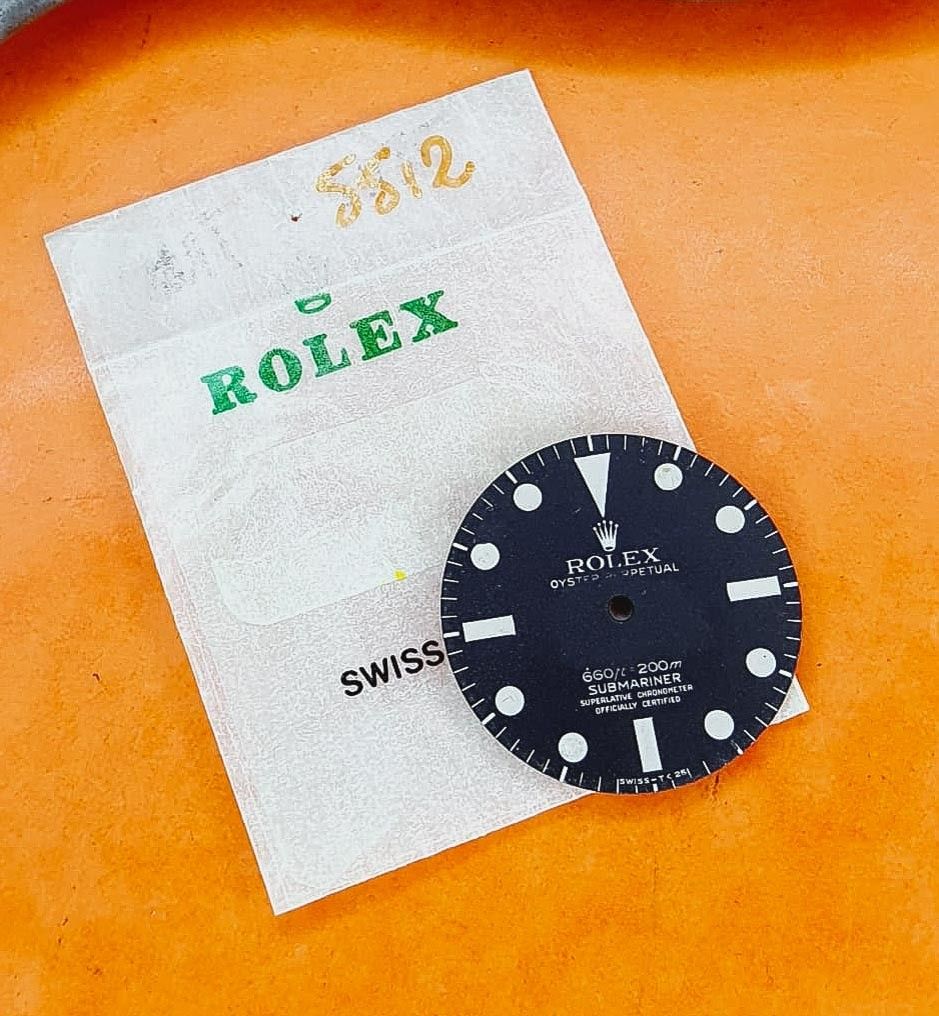 5512
ROLEX
SWISS
ROLEX
OYSTER PERPETUAL
660ft = 200m
SUBMARINER
SUPERLATIVE CHRONOMETER
OFFICIALLY CERTIFIED
SWISS-T<25